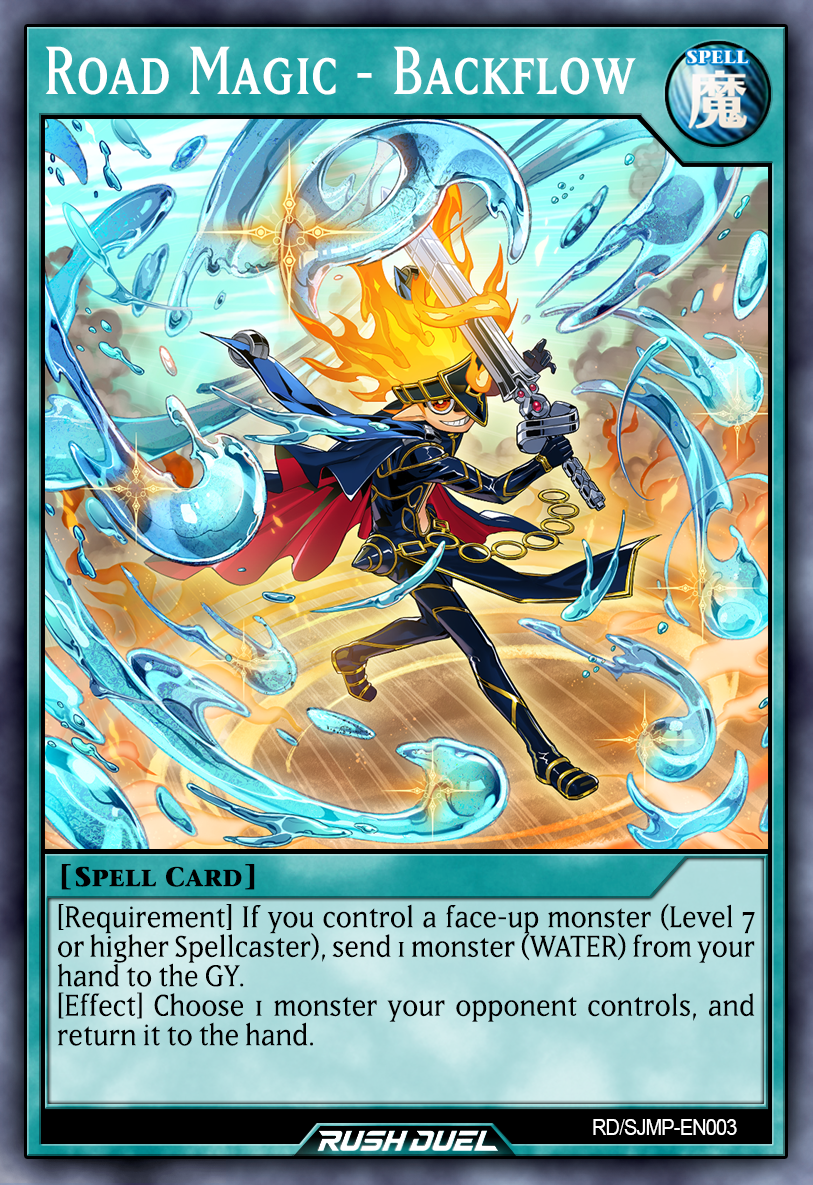 Road Magic - Backflow
SPELL
魔
[Spell Card]
[Requirement] If you control a face-up monster (Level 7
or higher Spellcaster), send 1 monster (WATER) from your
hand to the GY.
[Effect] Choose 1 monster your opponent controls, and
return it to the hand.
RD/SJMP-EN003
RUSH DUEL